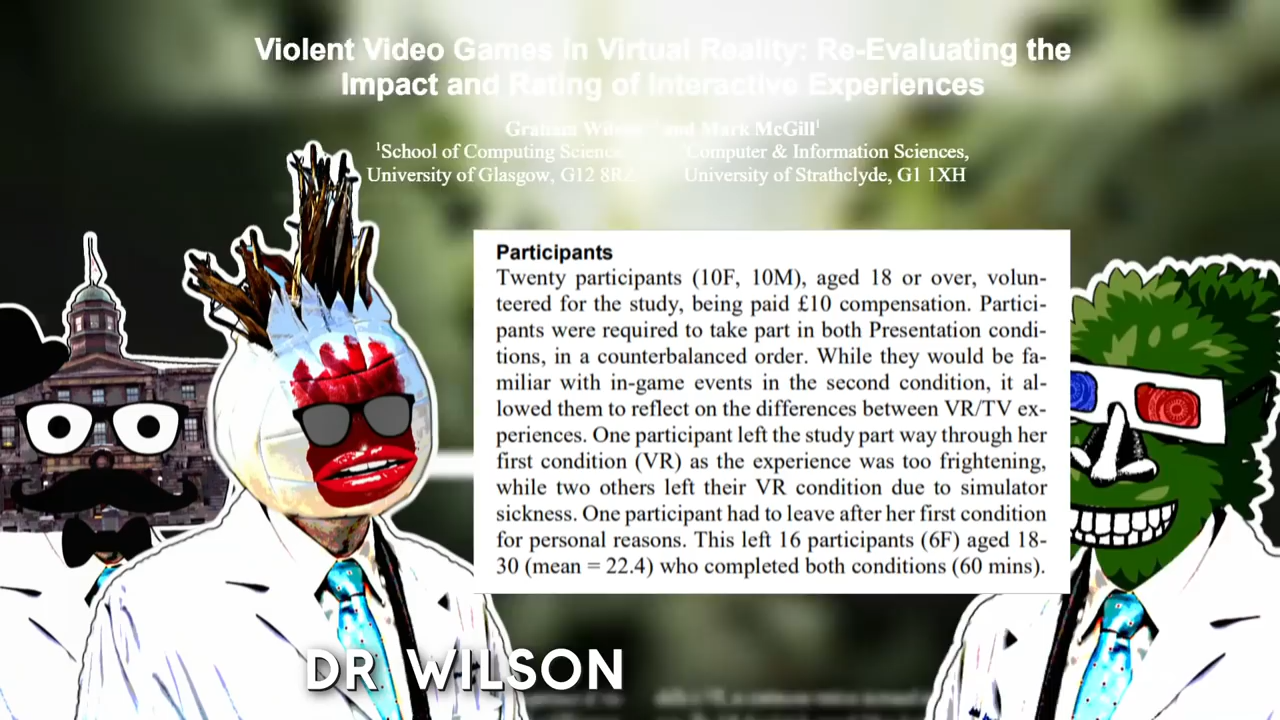 Violent Video Games in Virtual Reality: Re-Evaluating the
Impact and Rating of Interactive Experiences
Graham Wilson and Mark McGill¹
¹School of Computing Science, Computer & Information Sciences,
University of Glasgow, G12 8RZ University of Strathclyde, G1 1XH
Participants
Twenty participants (10F, 10M), aged 18 or over, volun-
teered for the study, being paid £10 compensation. Partici-
pants were required to take part in both Presentation condi-
tions, in a counterbalanced order. While they would be fa-
miliar with in-game events in the second condition, it al-
lowed them to reflect on the differences between VR/TV ex-
periences. One participant left the study part way through her
first condition (VR) as the experience was too frightening,
while two others left their VR condition due to simulator
sickness. One participant had to leave after her first condition
for personal reasons. This left 16 participants (6F) aged 18-
30 (mean = 22.4) who completed both conditions (60 mins).
DR WILSON